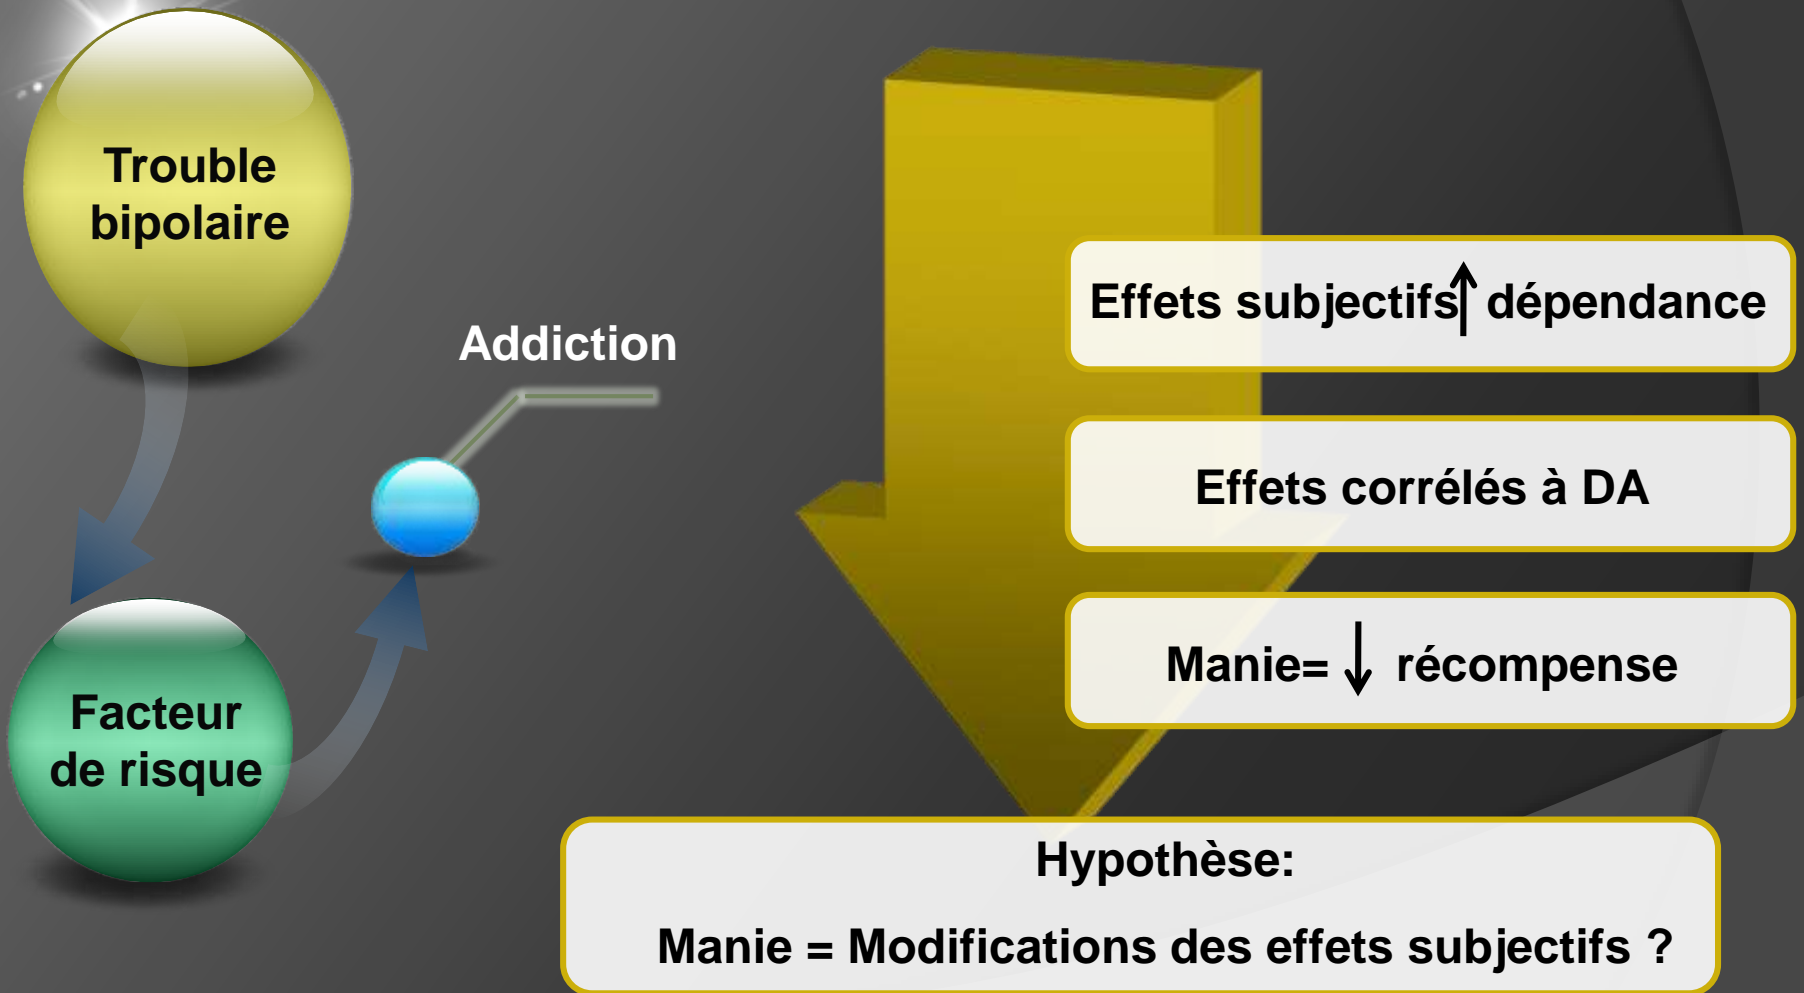 Trouble
bipolaire
Addiction
Facteur
de risque
Effets subjectifs↑ dépendance
Effets corrélés à DA
Manie= ↓ récompense
Hypothèse:
Manie = Modifications des effets subjectifs ?